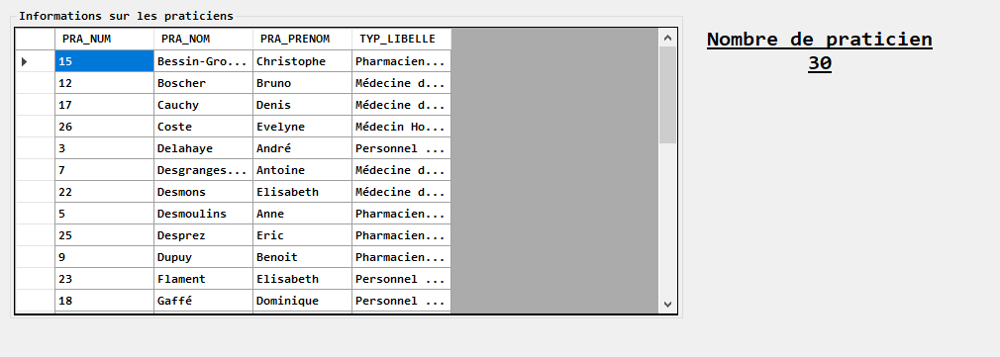 Informations sur les praticiens
PRA_NUM PRA_NOM PRA_PRENOM TYP_LIBELLE
15 Bessin-Gro... Christophe Pharmacien...
12 Boscher Bruno Médecine d...
17 Cauchy Denis Médecine d...
26 Coste Evelyne Médecin Ho...
3 Delahaye André Personnel ...
7 Desgranges... Antoine Médecine d...
22 Desmons Elisabeth Médecine d...
5 Desmoulins Anne Pharmacien...
25 Desprez Eric Pharmacien...
9 Dupuy Benoit Pharmacien...
23 Flament Elisabeth Personnel ...
18 Gaffé Dominique Personnel ...
Nombre de praticien
30